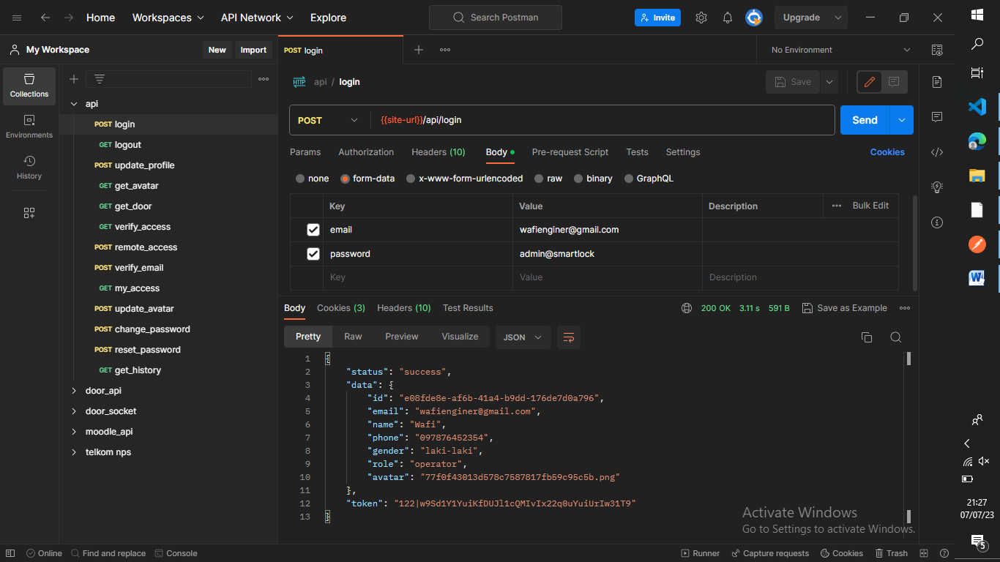 Home Workspaces API Network Explore Search Postman Invite Upgrade
My Workspace New Import POST login No Environment
Collections
Environments
History
api
POST login
GET logout
POST update_profile
GET get_avatar
GET get_door
GET verify_access
POST remote_access
POST verify_email
GET my_access
POST update_avatar
POST change_password
POST reset_password
GET get_history
door_api
door_socket
moodle_api
telkom nps
HTTP api / login Save
POST {{site-url}}/api/login Send
Params Authorization Headers (10) Body Pre-request Script Tests Settings Cookies
none form-data x-www-form-urlencoded raw binary GraphQL
Key Value Description Bulk Edit
email wafienginer@gmail.com
password admin@smartlock
Key Value Description
Body Cookies (3) Headers (10) Test Results 200 OK 3.11 s 591 B Save as Example
Pretty Raw Preview Visualize JSON
1 {
2 "status": "success",
3 "data": {
4 "id": "e08fde8e-af6b-41a4-b9dd-176de7d0a796",
5 "email": "wafienginer@gmail.com",
6 "name": "Wafi",
7 "phone": "097876452354",
8 "gender": "laki-laki",
9 "role": "operator",
10 "avatar": "77f0f43013d578c7587817fb59c95c5b.png"
11 },
12 "token": "122|w9Sd1Y1YuiKfDUJl1cQMIvIx22q0uYuiUrIw31T9"
13 }
Activate Windows
Go to Settings to activate Windows.
Online Find and replace Console Runner Capture requests Cookies Trash
21:27
07/07/23
5